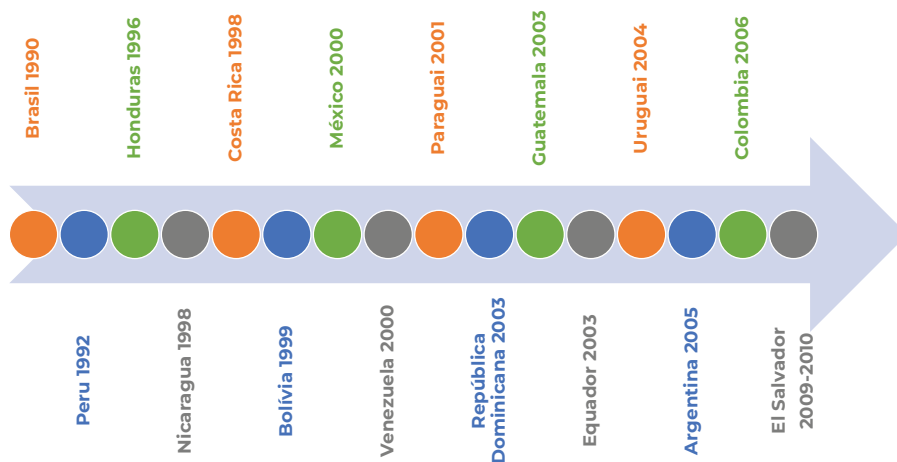 Brasil 1990
Peru 1992
Honduras 1996
Nicaragua 1998
Costa Rica 1998
Bolívia 1999
México 2000
Venezuela 2000
Paraguai 2001
República
Dominicana 2003
Guatemala 2003
Equador 2003
Uruguai 2004
Argentina 2005
Colombia 2006
El Salvador
2009-2010